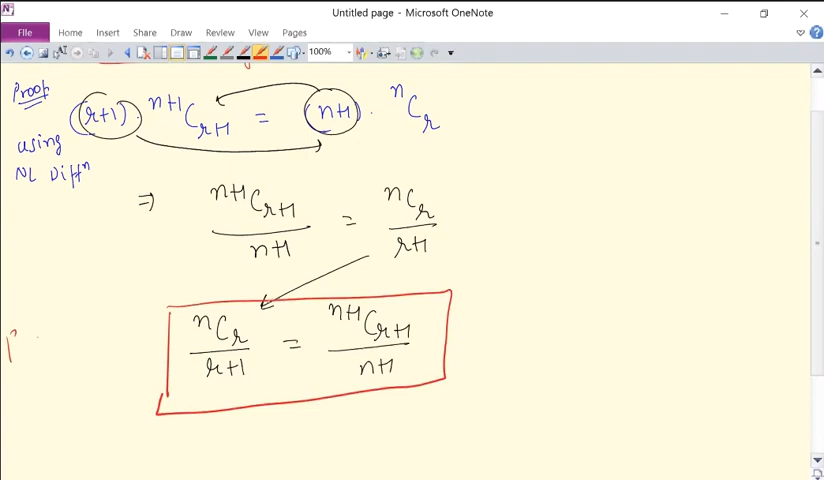 Untitled page - Microsoft OneNote
File Home Insert Share Draw Review View Pages
100%
Proof
(r+1) · ⁿ⁺¹C_{r+1} = (n+1) · ⁿC_r
using
NL Diffⁿ
⇒ ⁿ⁺¹C_{r+1} / n+1 = ⁿC_r / r+1
ⁿC_r / r+1 = ⁿ⁺¹C_{r+1} / n+1